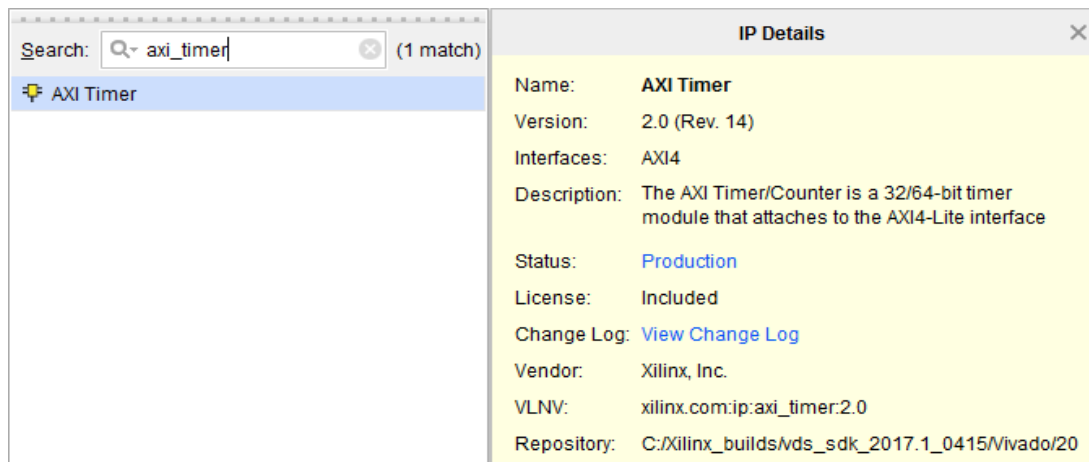 Search: axi_timer (1 match)
AXI Timer
IP Details
Name: AXI Timer
Version: 2.0 (Rev. 14)
Interfaces: AXI4
Description: The AXI Timer/Counter is a 32/64-bit timer
module that attaches to the AXI4-Lite interface
Status: Production
License: Included
Change Log: View Change Log
Vendor: Xilinx, Inc.
VLNV: xilinx.com:ip:axi_timer:2.0
Repository: C:/Xilinx_builds/vds_sdk_2017.1_0415/Vivado/20